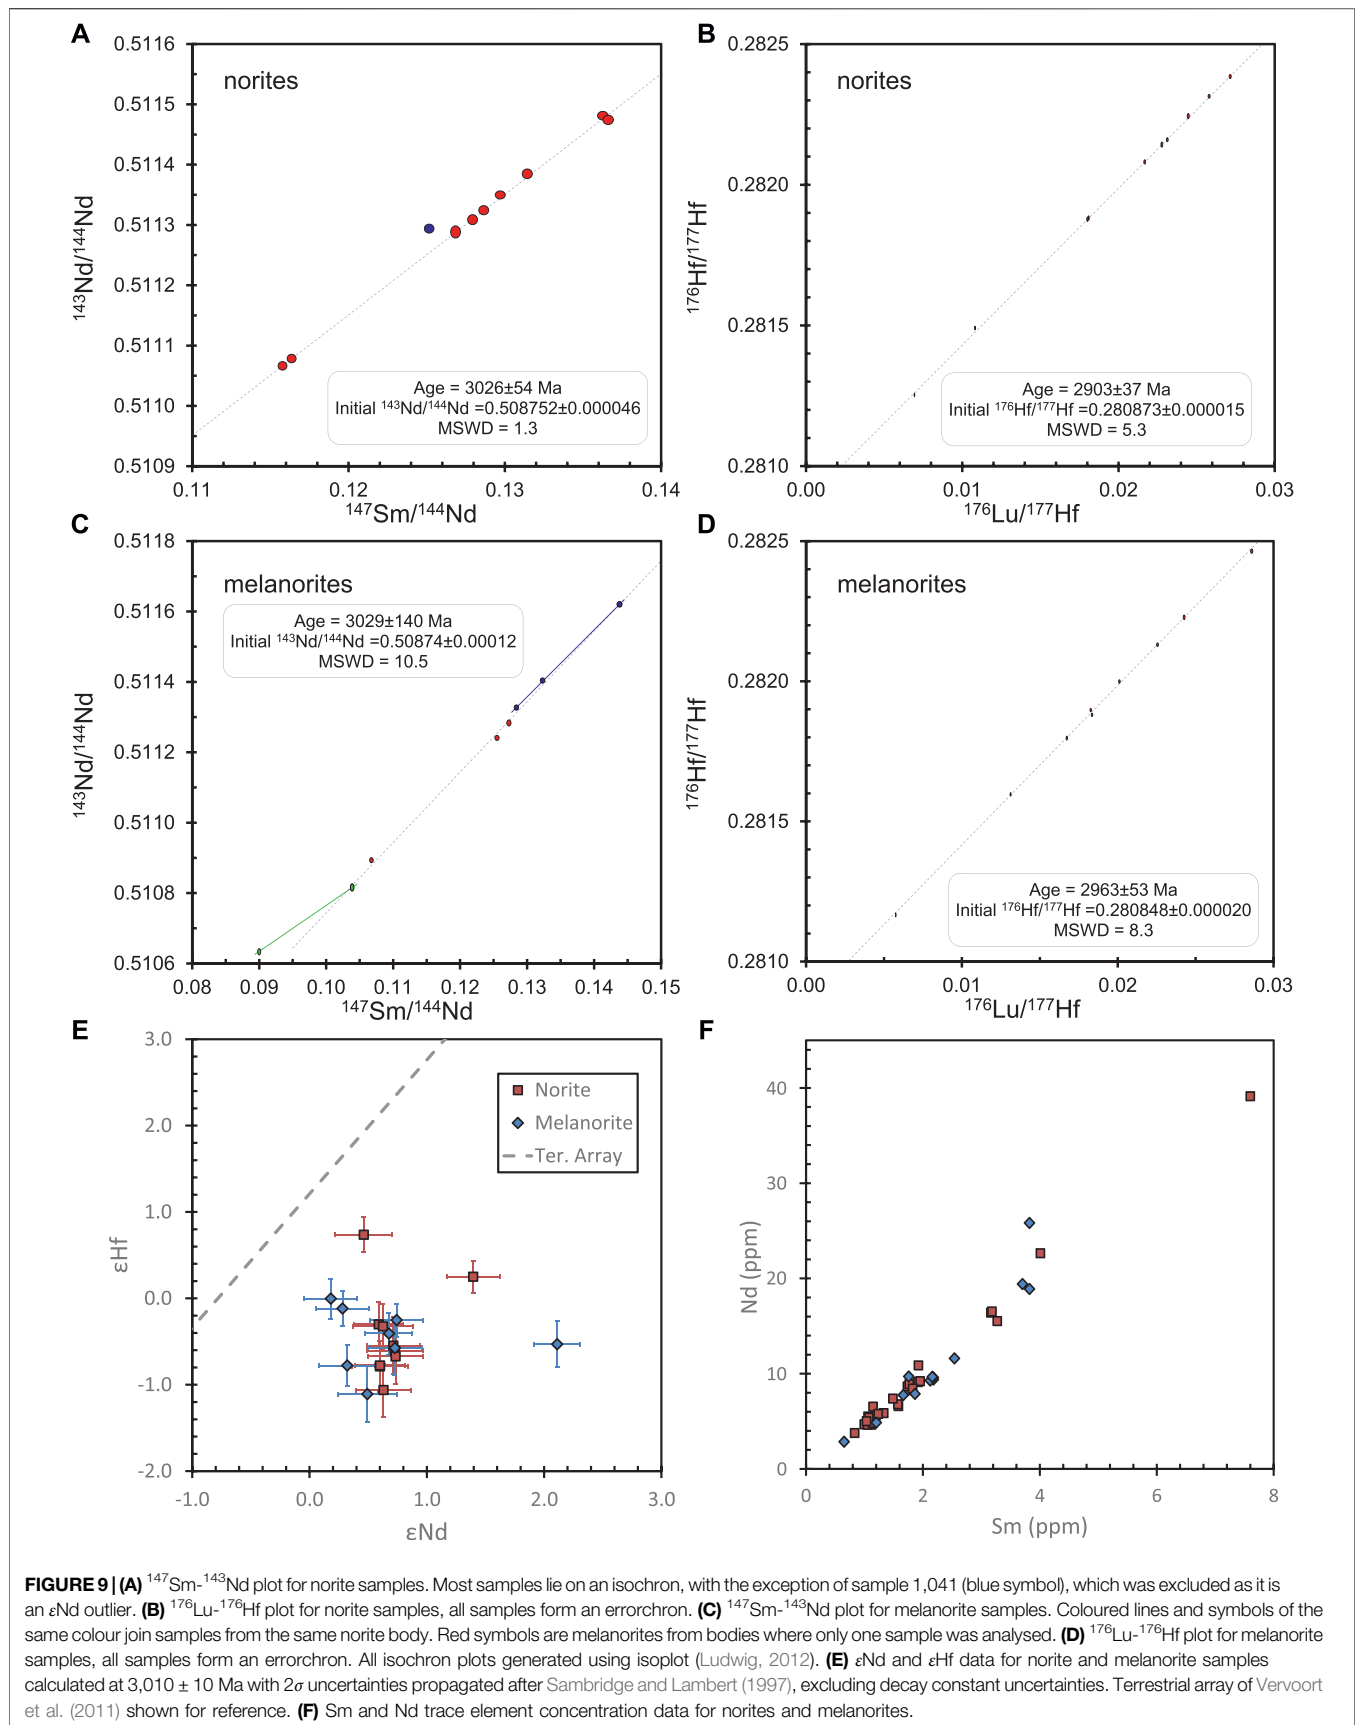 A
0.5116
0.5115
0.5114
0.5113
0.5112
0.5111
0.5110
0.5109
norites
Age = 3026±54 Ma
Initial ¹⁴³Nd/¹⁴⁴Nd =0.508752±0.000046
MSWD = 1.3
0.11
0.12
0.13
0.14
¹⁴³Nd/¹⁴⁴Nd
¹⁴⁷Sm/¹⁴⁴Nd
B
0.2825
0.2820
0.2815
0.2810
norites
Age = 2903±37 Ma
Initial ¹⁷⁶Hf/¹⁷⁷Hf =0.280873±0.000015
MSWD = 5.3
0.00
0.01
0.02
0.03
¹⁷⁶Hf/¹⁷⁷Hf
¹⁷⁶Lu/¹⁷⁷Hf
C
0.5118
0.5116
0.5114
0.5112
0.5110
0.5108
0.5106
melanorites
Age = 3029±140 Ma
Initial ¹⁴³Nd/¹⁴⁴Nd =0.50874±0.00012
MSWD = 10.5
0.08
0.09
0.10
0.11
0.12
0.13
0.14
0.15
¹⁴³Nd/¹⁴⁴Nd
¹⁴⁷Sm/¹⁴⁴Nd
D
0.2825
0.2820
0.2815
0.2810
melanorites
Age = 2963±53 Ma
Initial ¹⁷⁶Hf/¹⁷⁷Hf =0.280848±0.000020
MSWD = 8.3
0.00
0.01
0.02
0.03
¹⁷⁶Hf/¹⁷⁷Hf
¹⁷⁶Lu/¹⁷⁷Hf
E
3.0
2.0
1.0
0.0
-1.0
-2.0
Norite
Melanorite
Ter. Array
-1.0
0.0
1.0
2.0
3.0
εHf
εNd
F
40
30
20
10
0
0
2
4
6
8
Nd (ppm)
Sm (ppm)
FIGURE 9 | (A) ¹⁴⁷Sm-¹⁴³Nd plot for norite samples. Most samples lie on an isochron, with the exception of sample 1,041 (blue symbol), which was excluded as it is
an εNd outlier. (B) ¹⁷⁶Lu-¹⁷⁶Hf plot for norite samples, all samples form an errorchron. (C) ¹⁴⁷Sm-¹⁴³Nd plot for melanorite samples. Coloured lines and symbols of the
same colour join samples from the same norite body. Red symbols are melanorites from bodies where only one sample was analysed. (D) ¹⁷⁶Lu-¹⁷⁶Hf plot for melanorite
samples, all samples form an errorchron. All isochron plots generated using isoplot (Ludwig, 2012). (E) εNd and εHf data for norite and melanorite samples
calculated at 3,010 ± 10 Ma with 2σ uncertainties propagated after Sambridge and Lambert (1997), excluding decay constant uncertainties. Terrestrial array of Vervoort
et al. (2011) shown for reference. (F) Sm and Nd trace element concentration data for norites and melanorites.